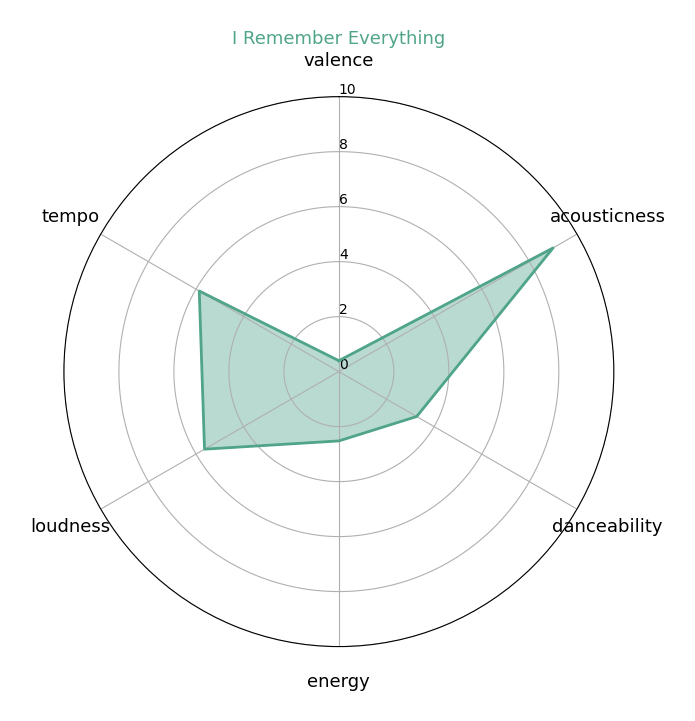 I Remember Everything
valence
10
8
6
4
2
0
tempo
acousticness
loudness
danceability
energy